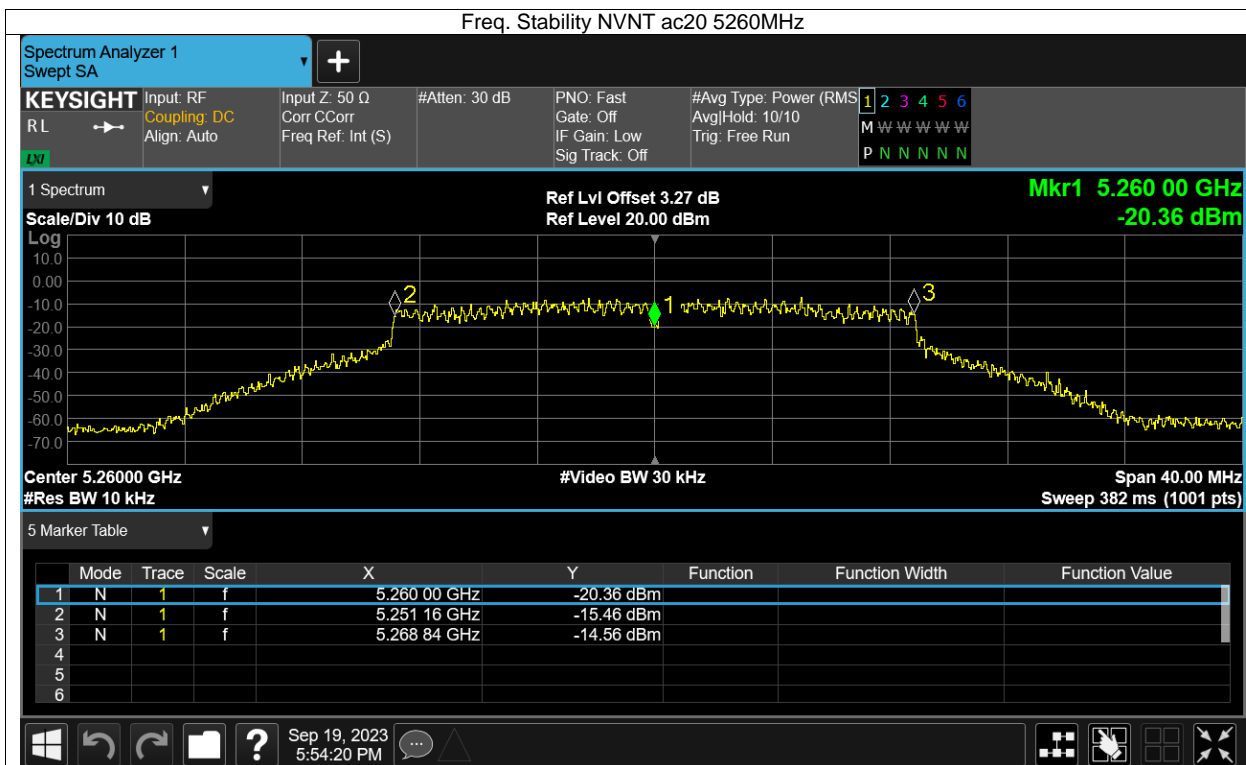 Freq. Stability NVNT ac20 5260MHz
Spectrum Analyzer 1
Swept SA
KEYSIGHT
R L
LXI
Input: RF
Coupling: DC
Align: Auto
Input Z: 50 Ω
Corr CCorr
Freq Ref: Int (S)
#Atten: 30 dB
PNO: Fast
Gate: Off
IF Gain: Low
Sig Track: Off
#Avg Type: Power (RMS
Avg|Hold: 10/10
Trig: Free Run
1 2 3 4 5 6
M W W W W W
P N N N N N
1 Spectrum
Scale/Div 10 dB
Ref Lvl Offset 3.27 dB
Ref Level 20.00 dBm
Mkr1 5.260 00 GHz
-20.36 dBm
Log
10.0
0.00
-10.0
-20.0
-30.0
-40.0
-50.0
-60.0
-70.0
2
1
3
Center 5.26000 GHz
#Video BW 30 kHz
Span 40.00 MHz
#Res BW 10 kHz
Sweep 382 ms (1001 pts)
5 Marker Table
Mode Trace Scale X Y Function Function Width Function Value
1 N 1 f 5.260 00 GHz -20.36 dBm
2 N 1 f 5.251 16 GHz -15.46 dBm
3 N 1 f 5.268 84 GHz -14.56 dBm
4
5
6
?
Sep 19, 2023
5:54:20 PM